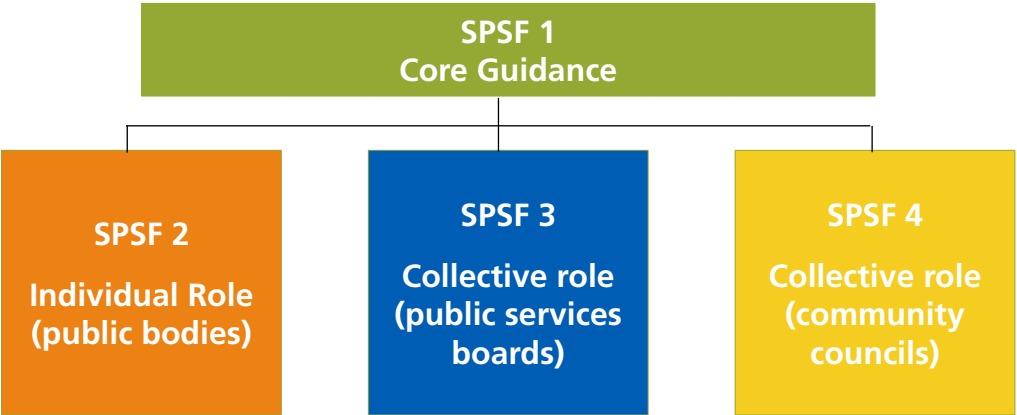 SPSF 1
Core Guidance
SPSF 2
Individual Role
(public bodies)
SPSF 3
Collective role
(public services
boards)
SPSF 4
Collective role
(community
councils)